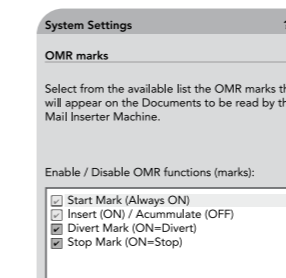 System Settings
OMR marks
Select from the available list the OMR marks
will appear on the Documents to be read by
Mail Inserter Machine.
Enable / Disable OMR functions (marks):
Start Mark (Always ON)
Insert (ON) / Acummulate (OFF)
Divert Mark (ON=Divert)
Stop Mark (ON=Stop)